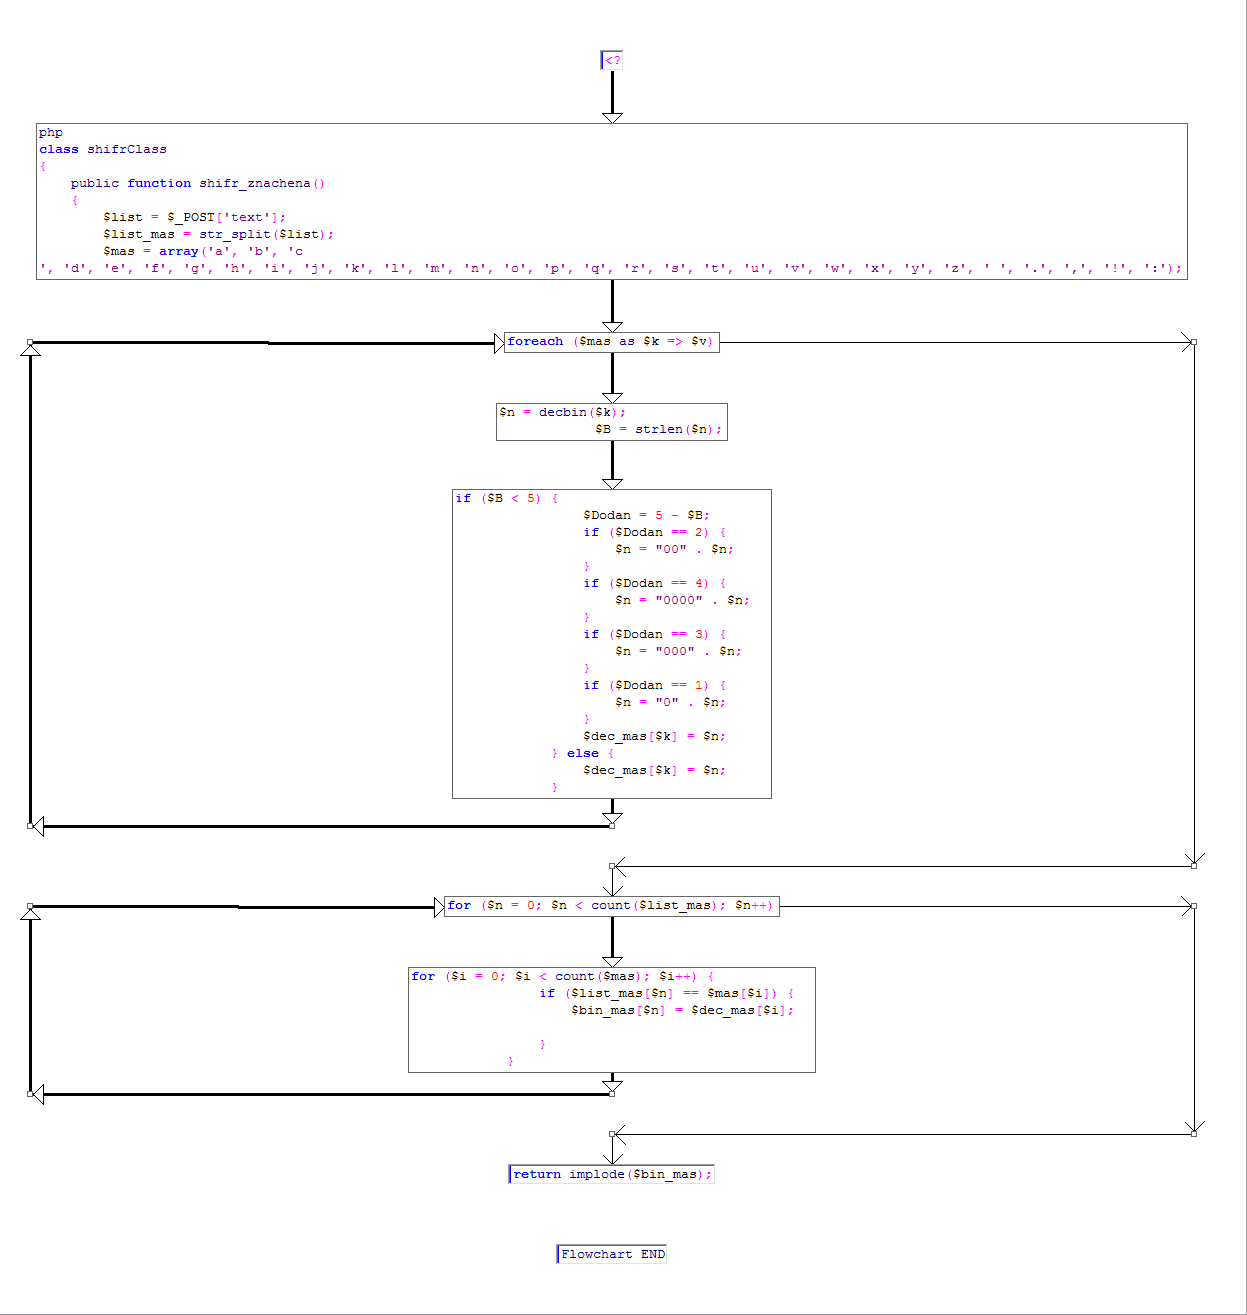 <?
php
class shifrClass
{
    public function shifr_znachena()
    {
        $list = $_POST['text'];
        $list_mas = str_split($list);
        $mas = array('a', 'b', 'c
', 'd', 'e', 'f', 'g', 'h', 'i', 'j', 'k', 'l', 'm', 'n', 'o', 'p', 'q', 'r', 's', 't', 'u', 'v', 'w', 'x', 'y', 'z', ' ', '.', ',', '!', ':');
foreach ($mas as $k => $v)
$n = decbin($k);
            $B = strlen($n);
if ($B < 5) {
                $Dodan = 5 - $B;
                if ($Dodan == 2) {
                    $n = "00" . $n;
                }
                if ($Dodan == 4) {
                    $n = "0000" . $n;
                }
                if ($Dodan == 3) {
                    $n = "000" . $n;
                }
                if ($Dodan == 1) {
                    $n = "0" . $n;
                }
                $dec_mas[$k] = $n;
            } else {
                $dec_mas[$k] = $n;
            }
for ($n = 0; $n < count($list_mas); $n++)
for ($i = 0; $i < count($mas); $i++) {
                if ($list_mas[$n] == $mas[$i]) {
                    $bin_mas[$n] = $dec_mas[$i];
                }
            }
return implode($bin_mas);
Flowchart END